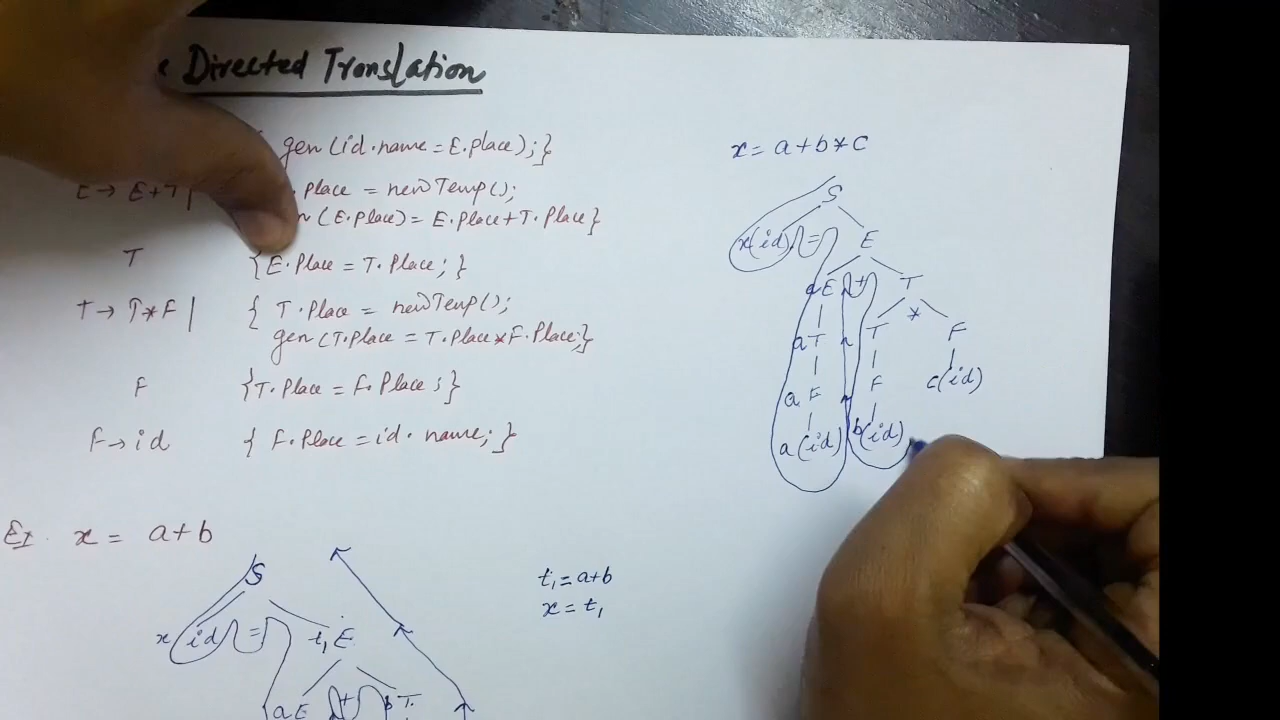 Directed Translation
gen (id.name = E.place);}
E → E+T | .Place = newTemp();
(E.Place) = E.Place+T.Place}
T {E.Place = T.Place; }
T → T*F | { T.Place = newTemp();
gen (T.Place = T.Place*F.Place;}
F {T.Place = F.Place ; }
F → id { F.Place = id. name; }
x = a+b*c
S
x(id) = E
a E + T
a T T * F
a F F c(id)
a(id) b(id)
Ex. x = a+b
S
x id = t₁ E
a E + b T
t₁ = a+b
x = t₁